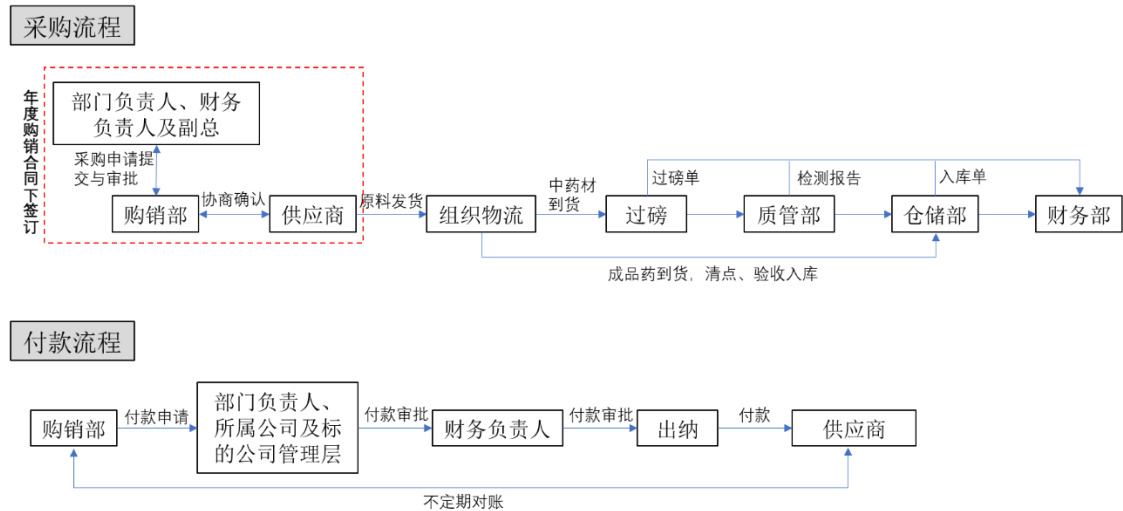 采购流程
年度购销合同下签订
部门负责人、财务
负责人及副总
采购申请提
交与审批
购销部
协商确认
供应商
原料发货
组织物流
中药材
到货
过磅
过磅单
质管部
检测报告
仓储部
入库单
财务部
成品药到货，清点、验收入库
付款流程
购销部
付款申请
部门负责人、
所属公司及标
的公司管理层
付款审批
财务负责人
付款审批
出纳
付款
供应商
不定期对账